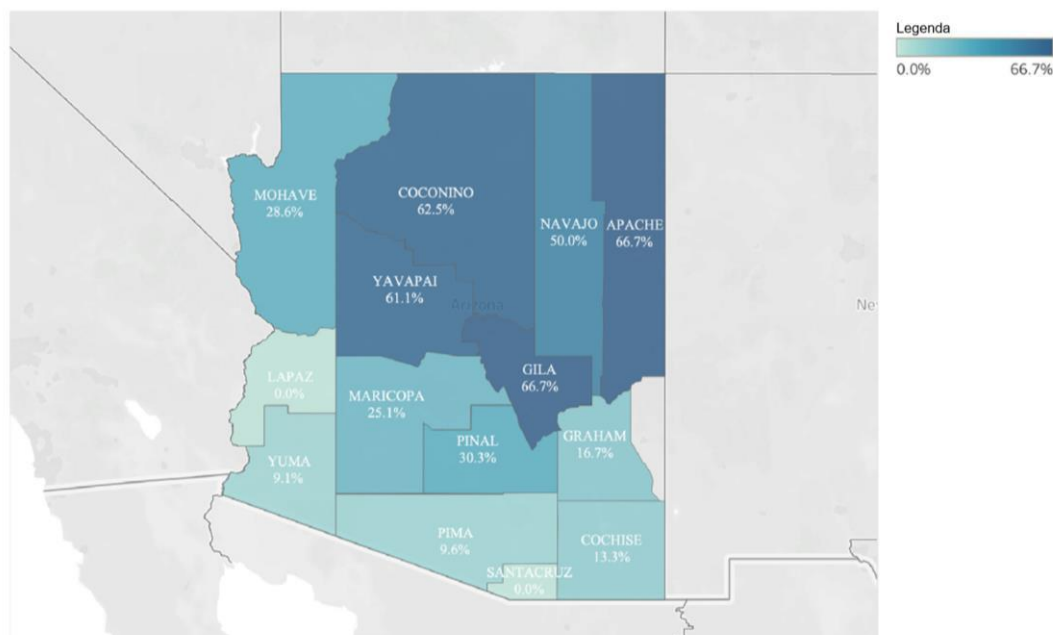 Legenda
0.0% 66.7%
MOHAVE
28.6%
COCONINO
62.5%
NAVAJO
50.0%
APACHE
66.7%
YAVAPAI
61.1%
Arizona
Ne
GILA
66.7%
LAPAZ
0.0%
MARICOPA
25.1%
PINAL
30.3%
GRAHAM
16.7%
YUMA
9.1%
PIMA
9.6%
COCHISE
13.3%
SANTACRUZ
0.0%